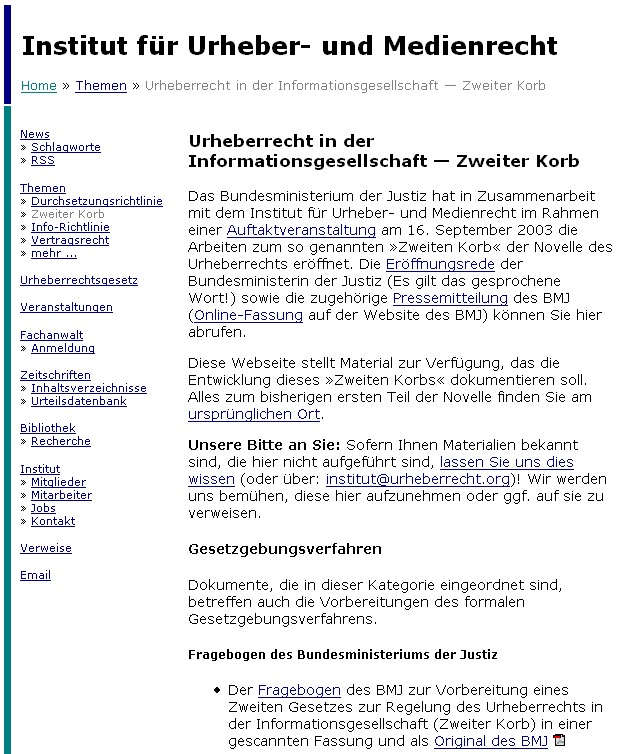 Institut für Urheber- und Medienrecht
Home » Themen » Urheberrecht in der Informationsgesellschaft — Zweiter Korb
News
» Schlagworte
» RSS
Themen
» Durchsetzungsrichtlinie
» Zweiter Korb
» Info-Richtlinie
» Vertragsrecht
» mehr ...
Urheberrechtsgesetz
Veranstaltungen
Fachanwalt
» Anmeldung
Zeitschriften
» Inhaltsverzeichnisse
» Urteilsdatenbank
Bibliothek
» Recherche
Institut
» Mitglieder
» Mitarbeiter
» Jobs
» Kontakt
Verweise
Email
Urheberrecht in der
Informationsgesellschaft — Zweiter Korb
Das Bundesministerium der Justiz hat in Zusammenarbeit
mit dem Institut für Urheber- und Medienrecht im Rahmen
einer Auftaktveranstaltung am 16. September 2003 die
Arbeiten zum so genannten »Zweiten Korb« der Novelle des
Urheberrechts eröffnet. Die Eröffnungsrede der
Bundesministerin der Justiz (Es gilt das gesprochene
Wort!) sowie die zugehörige Pressemitteilung des BMJ
(Online-Fassung auf der Website des BMJ) können Sie hier
abrufen.
Diese Webseite stellt Material zur Verfügung, das die
Entwicklung dieses »Zweiten Korbs« dokumentieren soll.
Alles zum bisherigen ersten Teil der Novelle finden Sie am
ursprünglichen Ort.
Unsere Bitte an Sie: Sofern Ihnen Materialien bekannt
sind, die hier nicht aufgeführt sind, lassen Sie uns dies
wissen (oder über: institut@urheberrecht.org)! Wir werden
uns bemühen, diese hier aufzunehmen oder ggf. auf sie zu
verweisen.
Gesetzgebungsverfahren
Dokumente, die in dieser Kategorie eingeordnet sind,
betreffen auch die Vorbereitungen des formalen
Gesetzgebungsverfahrens.
Fragebogen des Bundesministeriums der Justiz
• Der Fragebogen des BMJ zur Vorbereitung eines
Zweiten Gesetzes zur Regelung des Urheberrechts in
der Informationsgesellschaft (Zweiter Korb) in einer
gescannten Fassung und als Original des BMJ